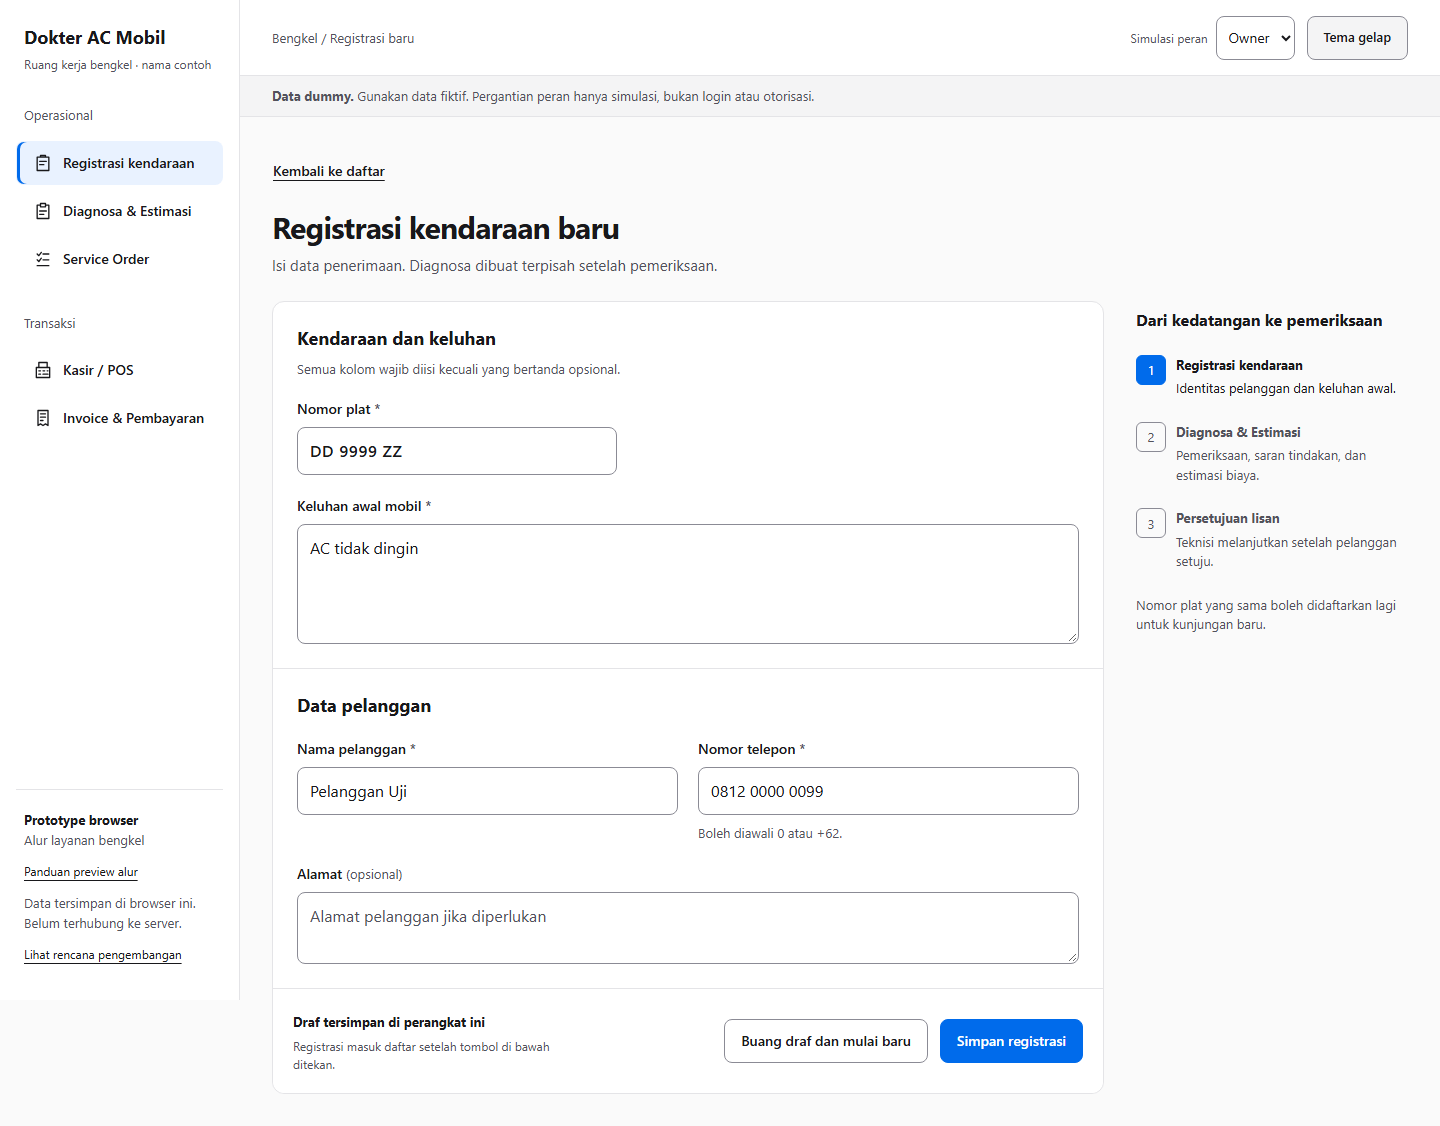 Dokter AC Mobil
Ruang kerja bengkel · nama contoh
Operasional
Registrasi kendaraan
Diagnosa & Estimasi
Service Order
Transaksi
Kasir / POS
Invoice & Pembayaran
Prototype browser
Alur layanan bengkel
Panduan preview alur
Data tersimpan di browser ini.
Belum terhubung ke server.
Lihat rencana pengembangan
Bengkel / Registrasi baru
Simulasi peran
Owner
Tema gelap
Data dummy. Gunakan data fiktif. Pergantian peran hanya simulasi, bukan login atau otorisasi.
Kembali ke daftar
Registrasi kendaraan baru
Isi data penerimaan. Diagnosa dibuat terpisah setelah pemeriksaan.
Kendaraan dan keluhan
Semua kolom wajib diisi kecuali yang bertanda opsional.
Nomor plat *
DD 9999 ZZ
Keluhan awal mobil *
AC tidak dingin
Data pelanggan
Nama pelanggan *
Pelanggan Uji
Nomor telepon *
0812 0000 0099
Boleh diawali 0 atau +62.
Alamat (opsional)
Alamat pelanggan jika diperlukan
Draf tersimpan di perangkat ini
Registrasi masuk daftar setelah tombol di bawah
ditekan.
Buang draf dan mulai baru
Simpan registrasi
Dari kedatangan ke pemeriksaan
1
Registrasi kendaraan
Identitas pelanggan dan keluhan awal.
2
Diagnosa & Estimasi
Pemeriksaan, saran tindakan, dan
estimasi biaya.
3
Persetujuan lisan
Teknisi melanjutkan setelah pelanggan
setuju.
Nomor plat yang sama boleh didaftarkan lagi
untuk kunjungan baru.